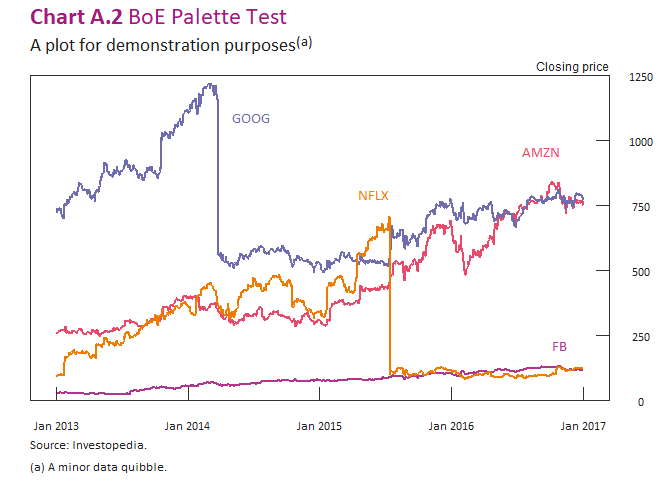 Chart A.2 BoE Palette Test
A plot for demonstration purposes(a)
Closing price
1250
GOOG
1000
AMZN
NFLX
750
500
250
FB
0
Jan 2013 Jan 2014 Jan 2015 Jan 2016 Jan 2017
Source: Investopedia.
(a) A minor data quibble.